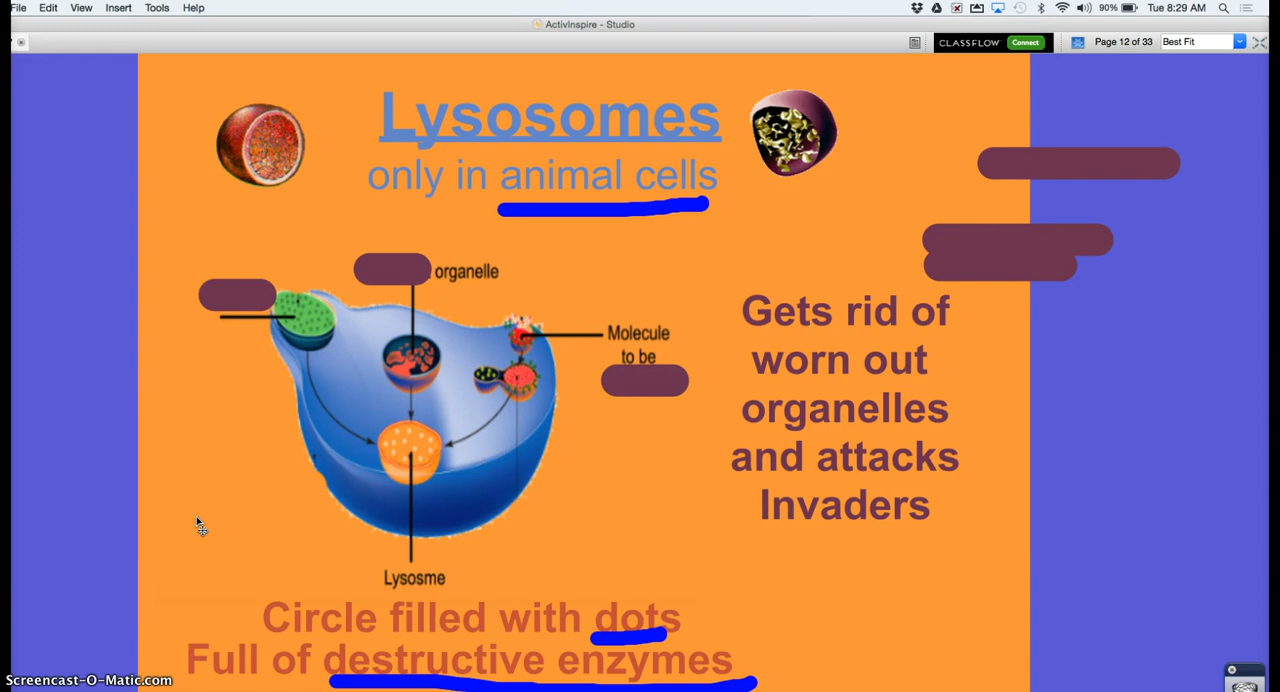 File Edit View Insert Tools Help
90% Tue 8:29 AM
ActivInspire - Studio
CLASSFLOW Connect
Page 12 of 33
Best Fit
Lysosomes
only in animal cells
organelle
Molecule
to be
Lysosme
Gets rid of
worn out
organelles
and attacks
Invaders
Circle filled with dots
Full of destructive enzymes
Screencast-O-Matic.com